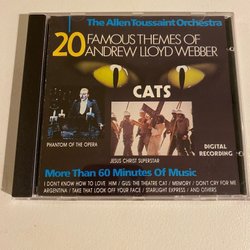 The Allen Toussaint Orchestra
20 FAMOUS THEMES OF
ANDREW LLOYD WEBBER
CATS
PHANTOM OF THE OPERA
JESUS CHRIST SUPERSTAR
DIGITAL
RECORDING
More Than 60 Minutes Of Music
I DON'T KNOW HOW TO LOVE HIM / GUS THE THEATRE CAT / MEMORY / DON'T CRY FOR ME
ARGENTINA / TAKE THAT LOOK OFF YOUR FACE / STARLIGHT EXPRESS / AND OTHERS